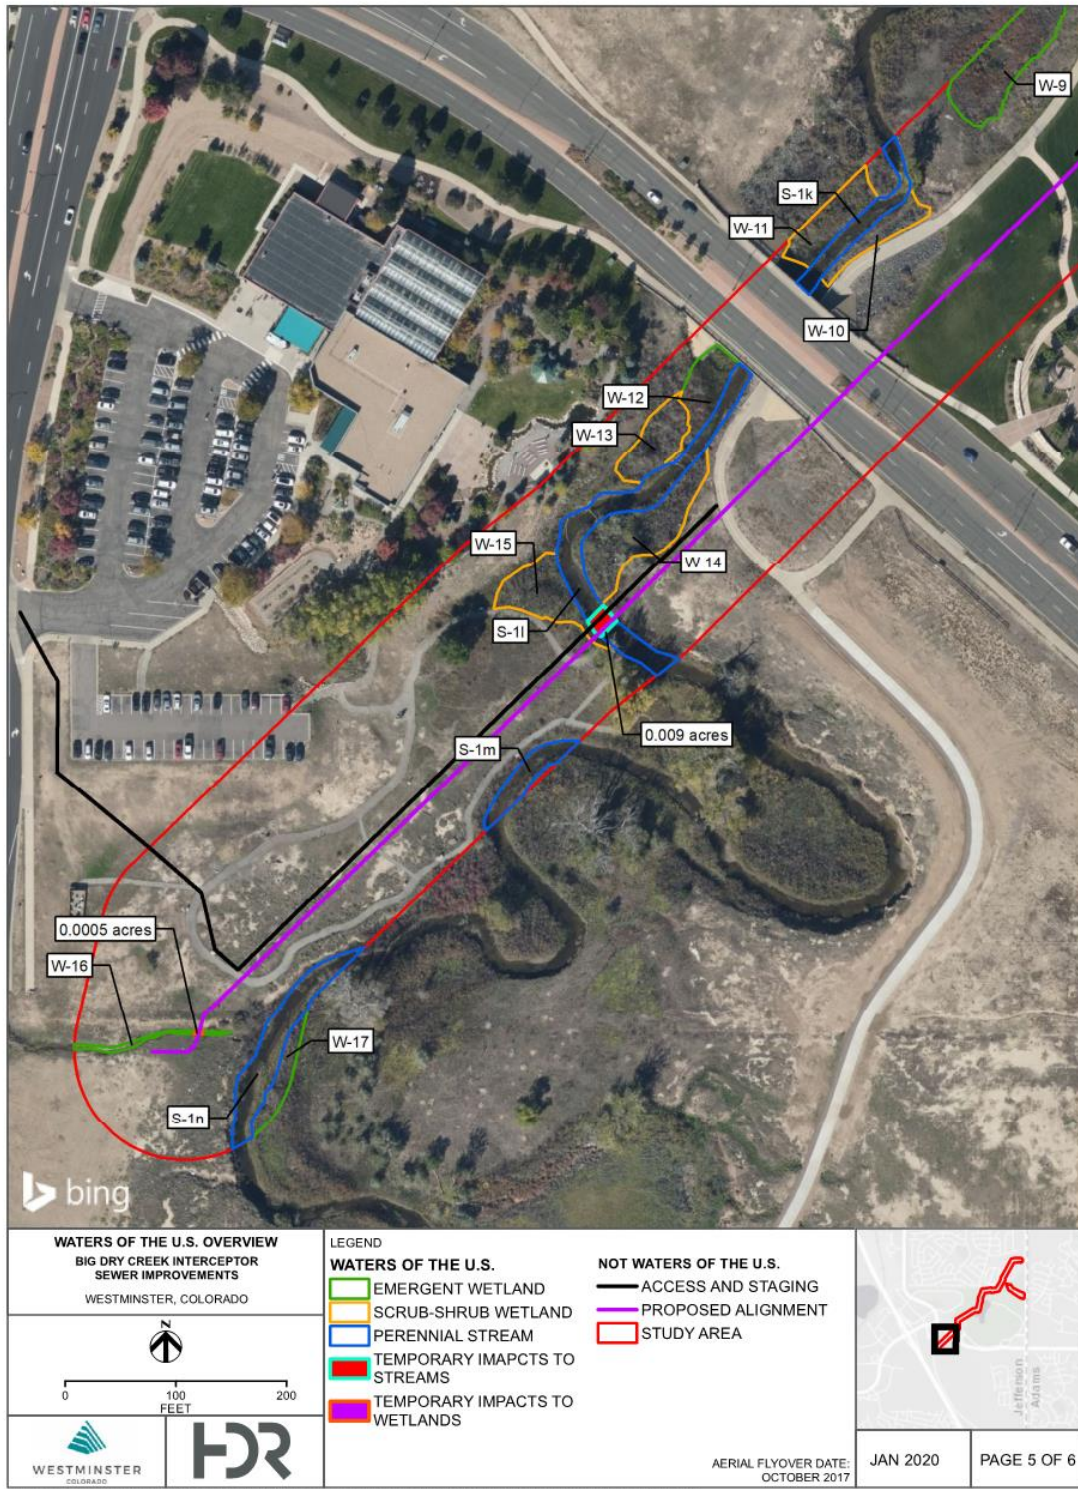 W-9
S-1k
W-11
W-10
W-12
W-13
W-15
W 14
S-1l
0.009 acres
S-1m
0.0005 acres
W-16
W-17
S-1n
bing
WATERS OF THE U.S. OVERVIEW
BIG DRY CREEK INTERCEPTOR
SEWER IMPROVEMENTS
WESTMINSTER, COLORADO
N
0 100 200
FEET
WESTMINSTER
COLORADO
HDR
LEGEND
WATERS OF THE U.S.
EMERGENT WETLAND
SCRUB-SHRUB WETLAND
PERENNIAL STREAM
TEMPORARY IMAPCTS TO
STREAMS
TEMPORARY IMPACTS TO
WETLANDS
NOT WATERS OF THE U.S.
ACCESS AND STAGING
PROPOSED ALIGNMENT
STUDY AREA
AERIAL FLYOVER DATE:
OCTOBER 2017
Jefferson
Adams
JAN 2020
PAGE 5 OF 6